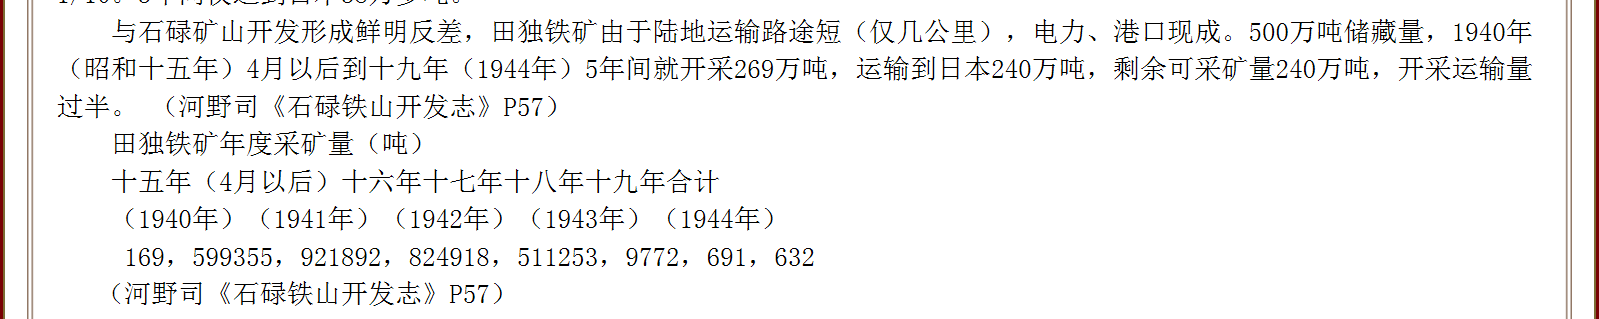 与石碌矿山开发形成鲜明反差，田独铁矿由于陆地运输路途短（仅几公里），电力、港口现成。500万吨储藏量，1940年
（昭和十五年）4月以后到十九年（1944年）5年间就开采269万吨，运输到日本240万吨，剩余可采矿量240万吨，开采运输量
过半。 （河野司《石碌铁山开发志》P57）
田独铁矿年度采矿量（吨）
十五年（4月以后）十六年十七年十八年十九年合计
（1940年）（1941年）（1942年）（1943年）（1944年）
169，599355，921892，824918，511253，9772，691，632
（河野司《石碌铁山开发志》P57）